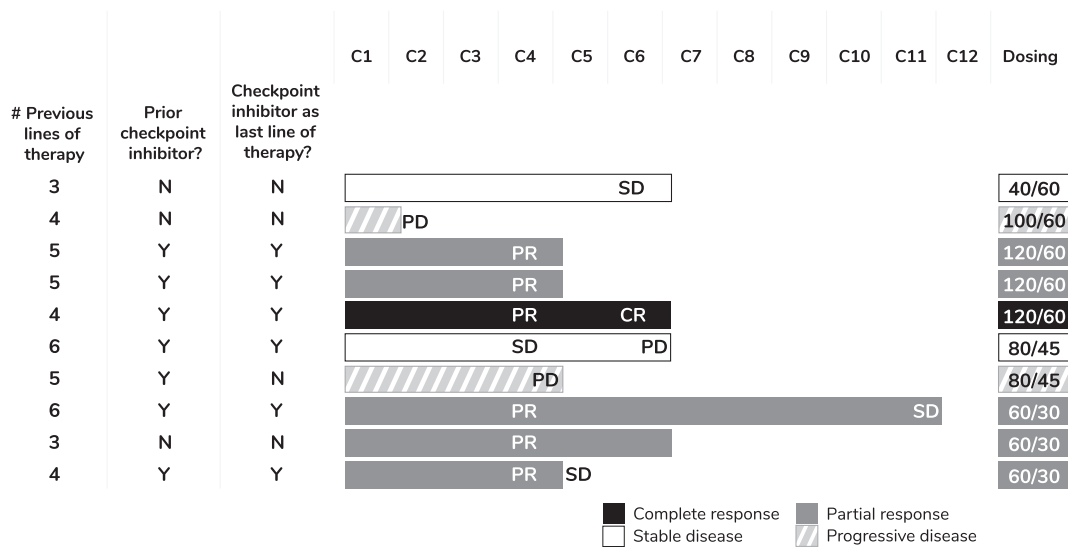 C1 C2 C3 C4 C5 C6 C7 C8 C9 C10 C11 C12 Dosing
# Previous lines of therapy
Prior checkpoint inhibitor?
Checkpoint inhibitor as last line of therapy?
3 N N SD 40/60
4 N N PD 100/60
5 Y Y PR 120/60
5 Y Y PR 120/60
4 Y Y PR CR 120/60
6 Y Y SD PD 80/45
5 Y N PD 80/45
6 Y Y PR SD 60/30
3 N N PR 60/30
4 Y Y PR SD 60/30
Complete response Partial response
Stable disease Progressive disease